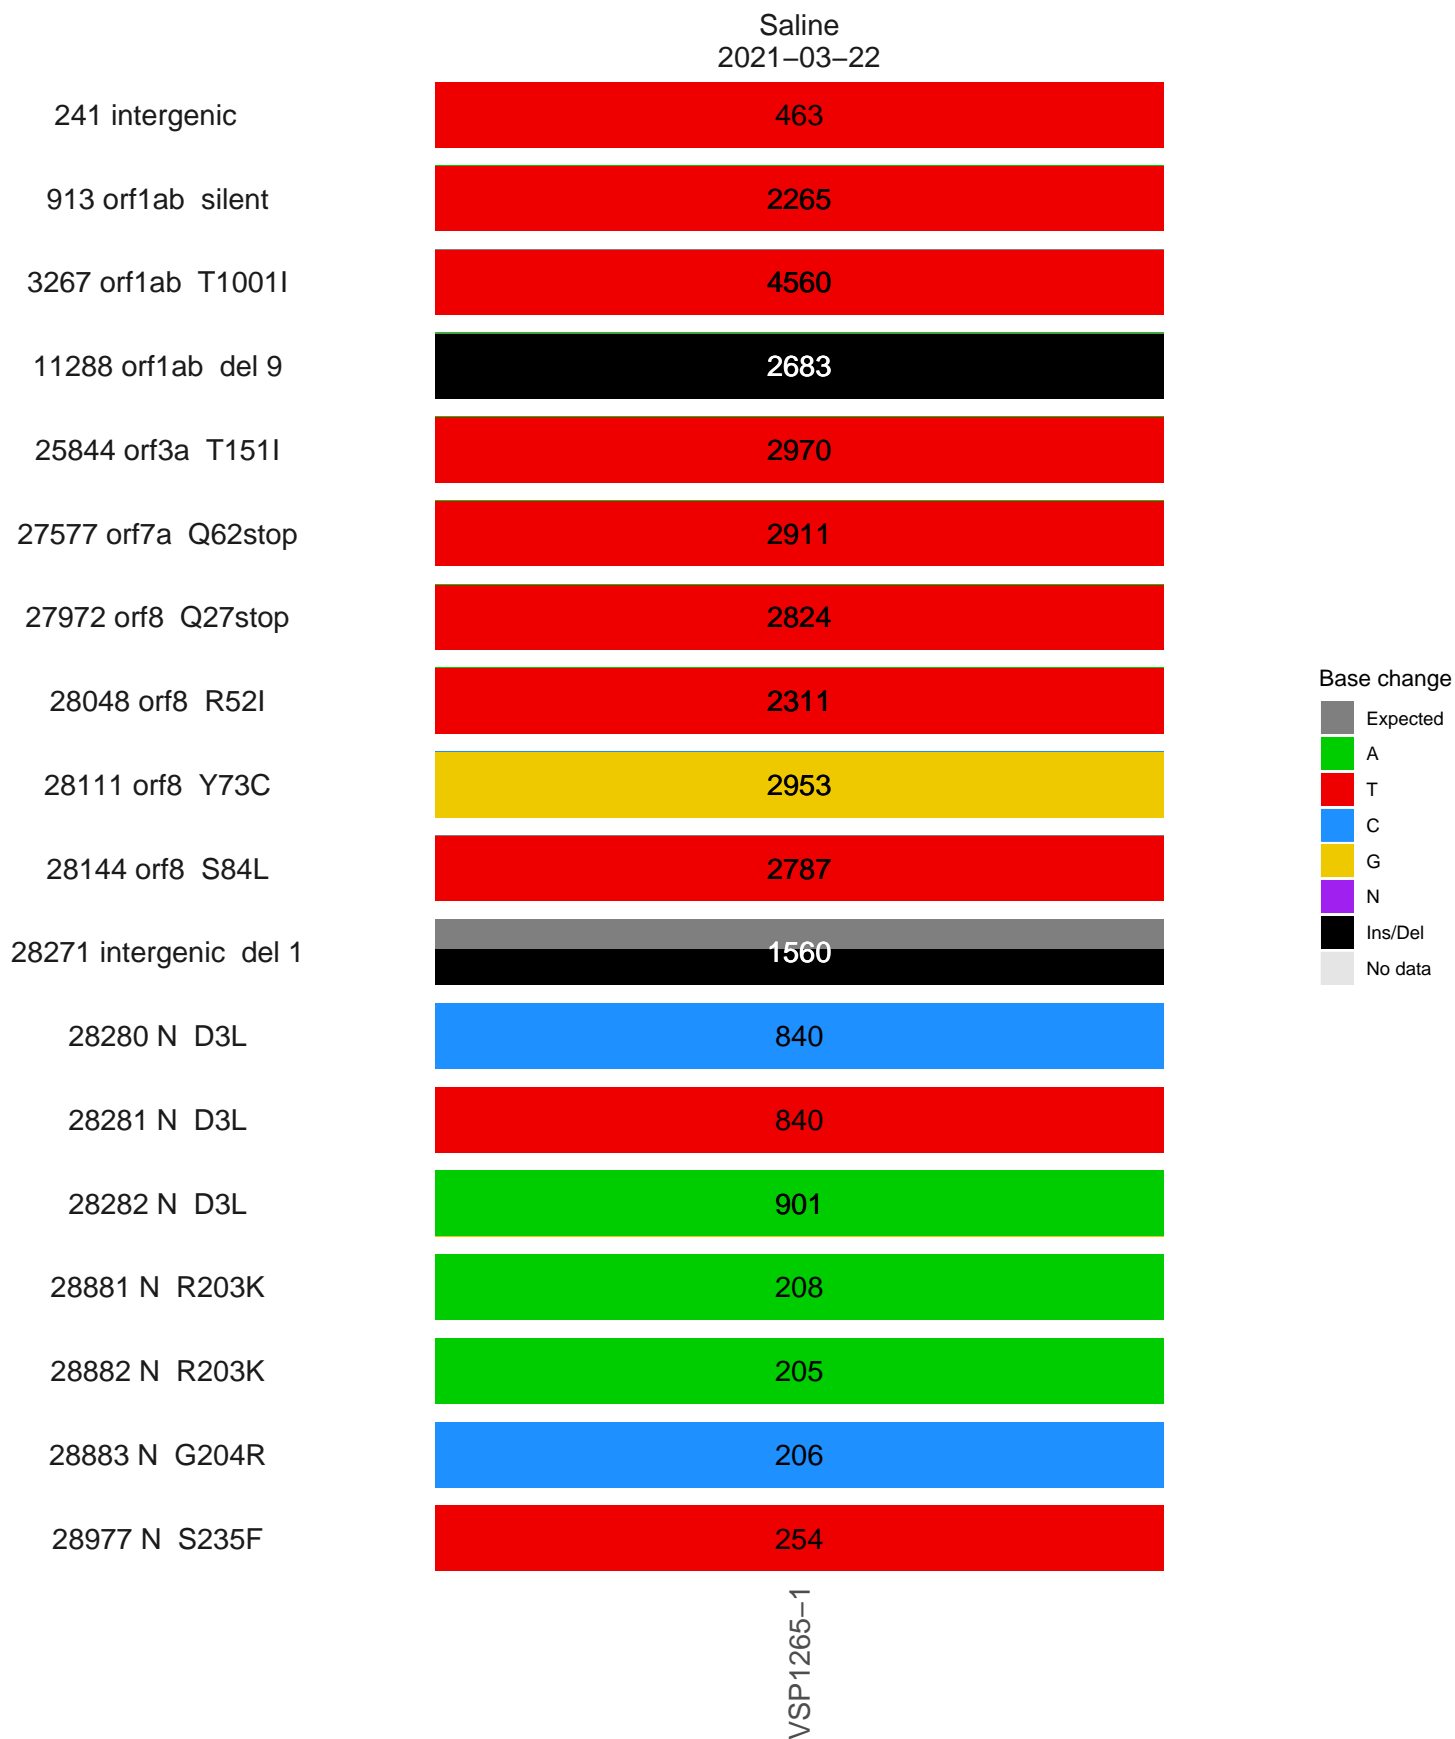 Saline
2021−03−22
241 intergenic 463
913 orf1ab silent 2265
3267 orf1ab T1001I 4560
11288 orf1ab del 9 2683
25844 orf3a T151I 2970
27577 orf7a Q62stop 2911
27972 orf8 Q27stop 2824
28048 orf8 R52I 2311
28111 orf8 Y73C 2953
28144 orf8 S84L 2787
28271 intergenic del 1 1560
28280 N D3L 840
28281 N D3L 840
28282 N D3L 901
28881 N R203K 208
28882 N R203K 205
28883 N G204R 206
28977 N S235F 254
VSP1265−1
Base change
Expected
A
T
C
G
N
Ins/Del
No data